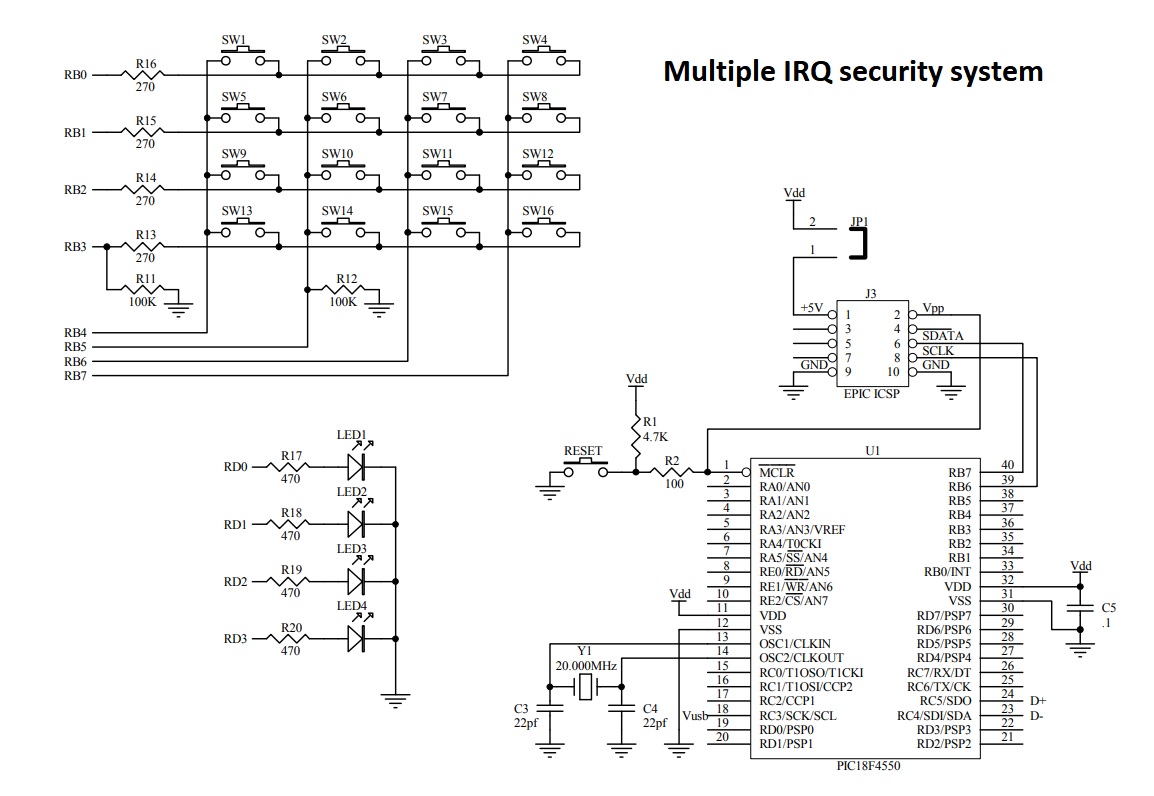 Multiple IRQ security system
SW1 SW2 SW3 SW4
RB0 R16 270
SW5 SW6 SW7 SW8
RB1 R15 270
SW9 SW10 SW11 SW12
RB2 R14 270
SW13 SW14 SW15 SW16
RB3 R13 270
R11 100K
R12 100K
RB4
RB5
RB6
RB7
Vdd
2 JP1
1
J3
+5V 1 2 Vpp
3 4
5 6 SDATA
7 8 SCLK
GND 9 10 GND
EPIC ICSP
Vdd
R1
4.7K
RESET
R2
100
LED1
RD0 R17 470
LED2
RD1 R18 470
LED3
RD2 R19 470
LED4
RD3 R20 470
U1
1 MCLR RB7 40
2 RA0/AN0 RB6 39
3 RA1/AN1 RB5 38
4 RA2/AN2 RB4 37
5 RA3/AN3/VREF RB3 36
6 RA4/T0CKI RB2 35
7 RA5/SS/AN4 RB1 34
8 RE0/RD/AN5 RB0/INT 33
9 RE1/WR/AN6 VDD 32 Vdd
10 RE2/CS/AN7 VSS 31
Vdd 11 VDD RD7/PSP7 30
12 VSS RD6/PSP6 29
13 OSC1/CLKIN RD5/PSP5 28
14 OSC2/CLKOUT RD4/PSP4 27
15 RC0/T1OSO/T1CKI RC7/RX/DT 26
16 RC1/T1OSI/CCP2 RC6/TX/CK 25
17 RC2/CCP1 RC5/SDO 24 D+
Vusb 18 RC3/SCK/SCL RC4/SDI/SDA 23 D-
19 RD0/PSP0 RD3/PSP3 22
20 RD1/PSP1 RD2/PSP2 21
PIC18F4550
C5
.1
Y1
20.000MHz
C3
22pf
C4
22pf